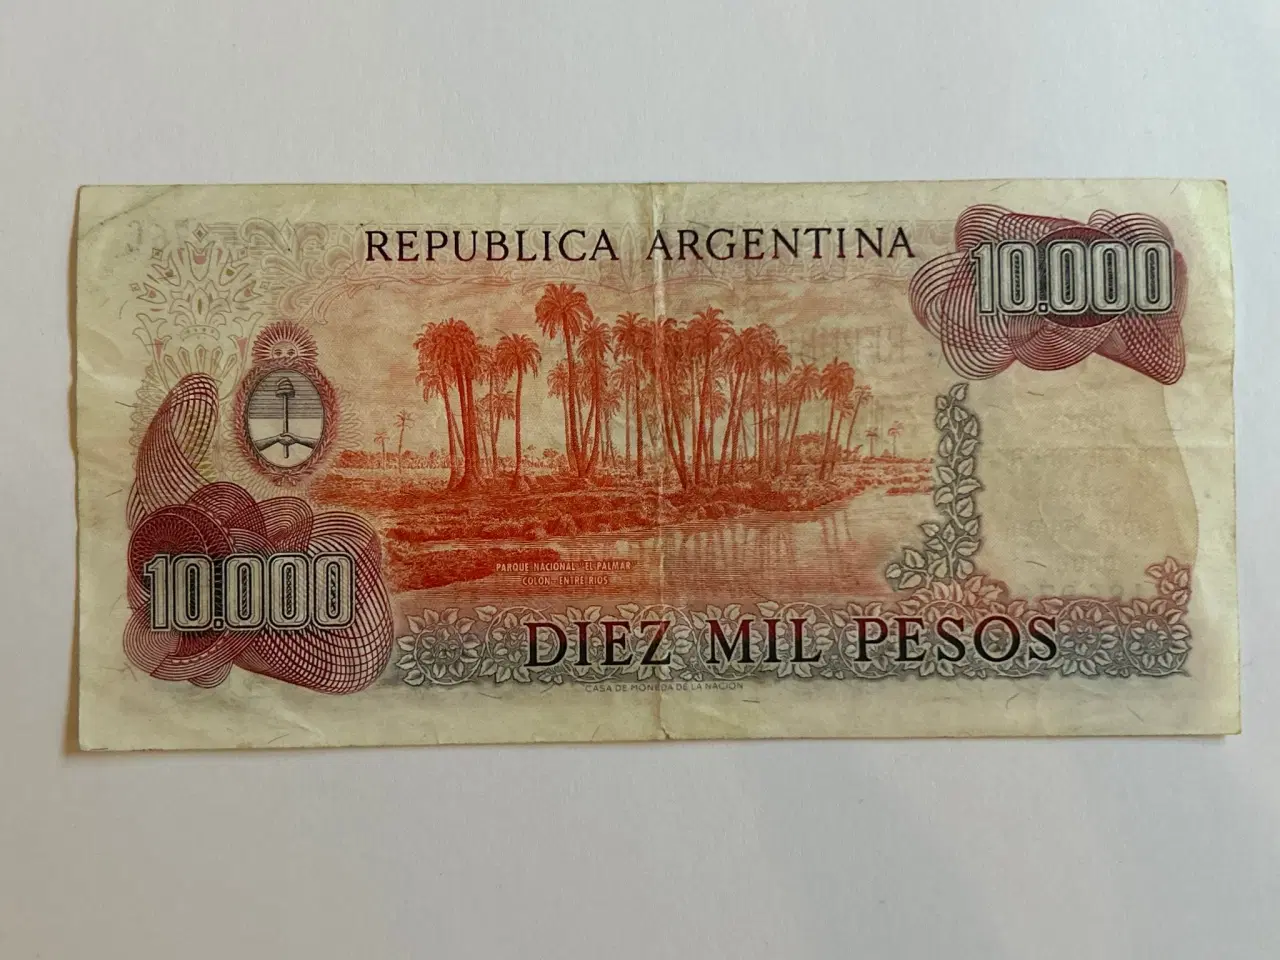 REPUBLICA ARGENTINA
10.000
PARQUE NACIONAL "EL PALMAR"
COLON - ENTRE RIOS
10.000
DIEZ MIL PESOS
CASA DE MONEDA DE LA NACION